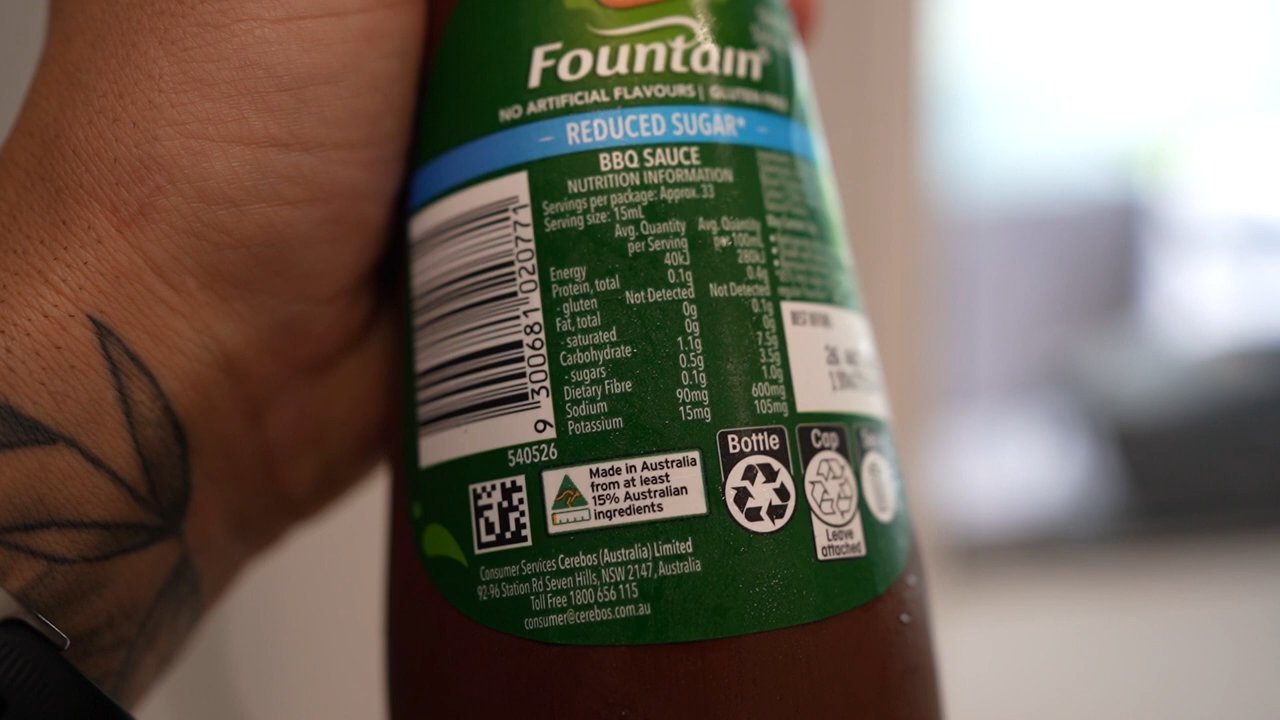 Fountain
NO ARTIFICIAL FLAVOURS | GLUTEN FREE
REDUCED SUGAR*
BBQ SAUCE
NUTRITION INFORMATION
Servings per package: Approx. 33
Serving size: 15mL
Avg. Quantity per Serving Avg. Quantity per 100mL
Energy 40kJ 280kJ
Protein, total 0.1g 0.4g
- gluten Not Detected Not Detected
Fat, total 0g 0.1g
- saturated 0g 0g
Carbohydrate 1.1g 7.5g
- sugars 0.5g 3.5g
Dietary Fibre 0.1g 1.0g
Sodium 90mg 600mg
Potassium 15mg 105mg
9 300681 020771
540526
BEST BEFORE
Made in Australia
from at least
15% Australian
ingredients
Bottle
Cap
Leave
attached
Consumer Services Cerebos (Australia) Limited
92-96 Station Rd Seven Hills, NSW 2147, Australia
Toll Free 1800 656 115
consumer@cerebos.com.au